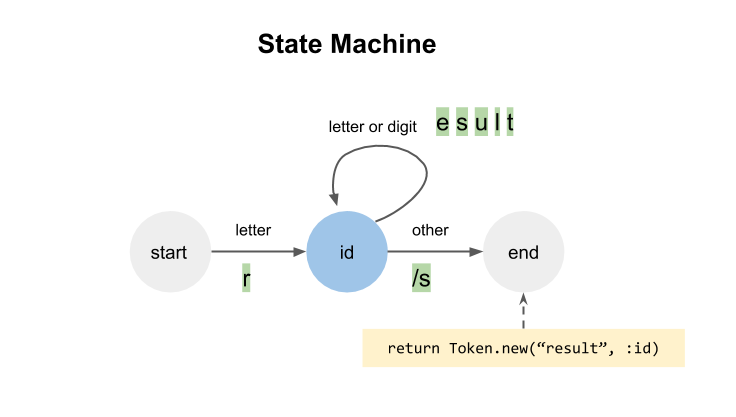 State Machine
letter or digit
e s u l t
letter
other
start
id
end
r
/s
return Token.new(“result”, :id)